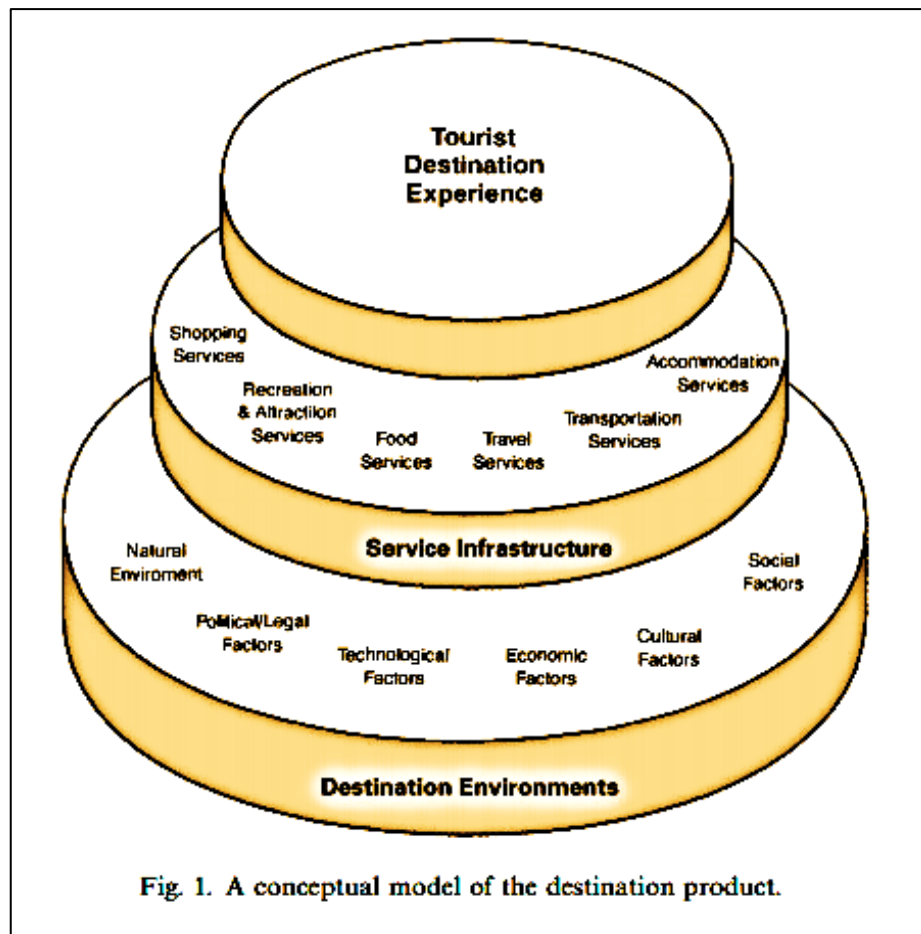 Tourist
Destination
Experience
Shopping
Services
Recreation
& Attraction
Services
Food
Services
Travel
Services
Transportation
Services
Accommodation
Services
Service Infrastructure
Natural
Enviroment
Political/Legal
Factors
Technological
Factors
Economic
Factors
Cultural
Factors
Social
Factors
Destination Environments
Fig. 1. A conceptual model of the destination product.